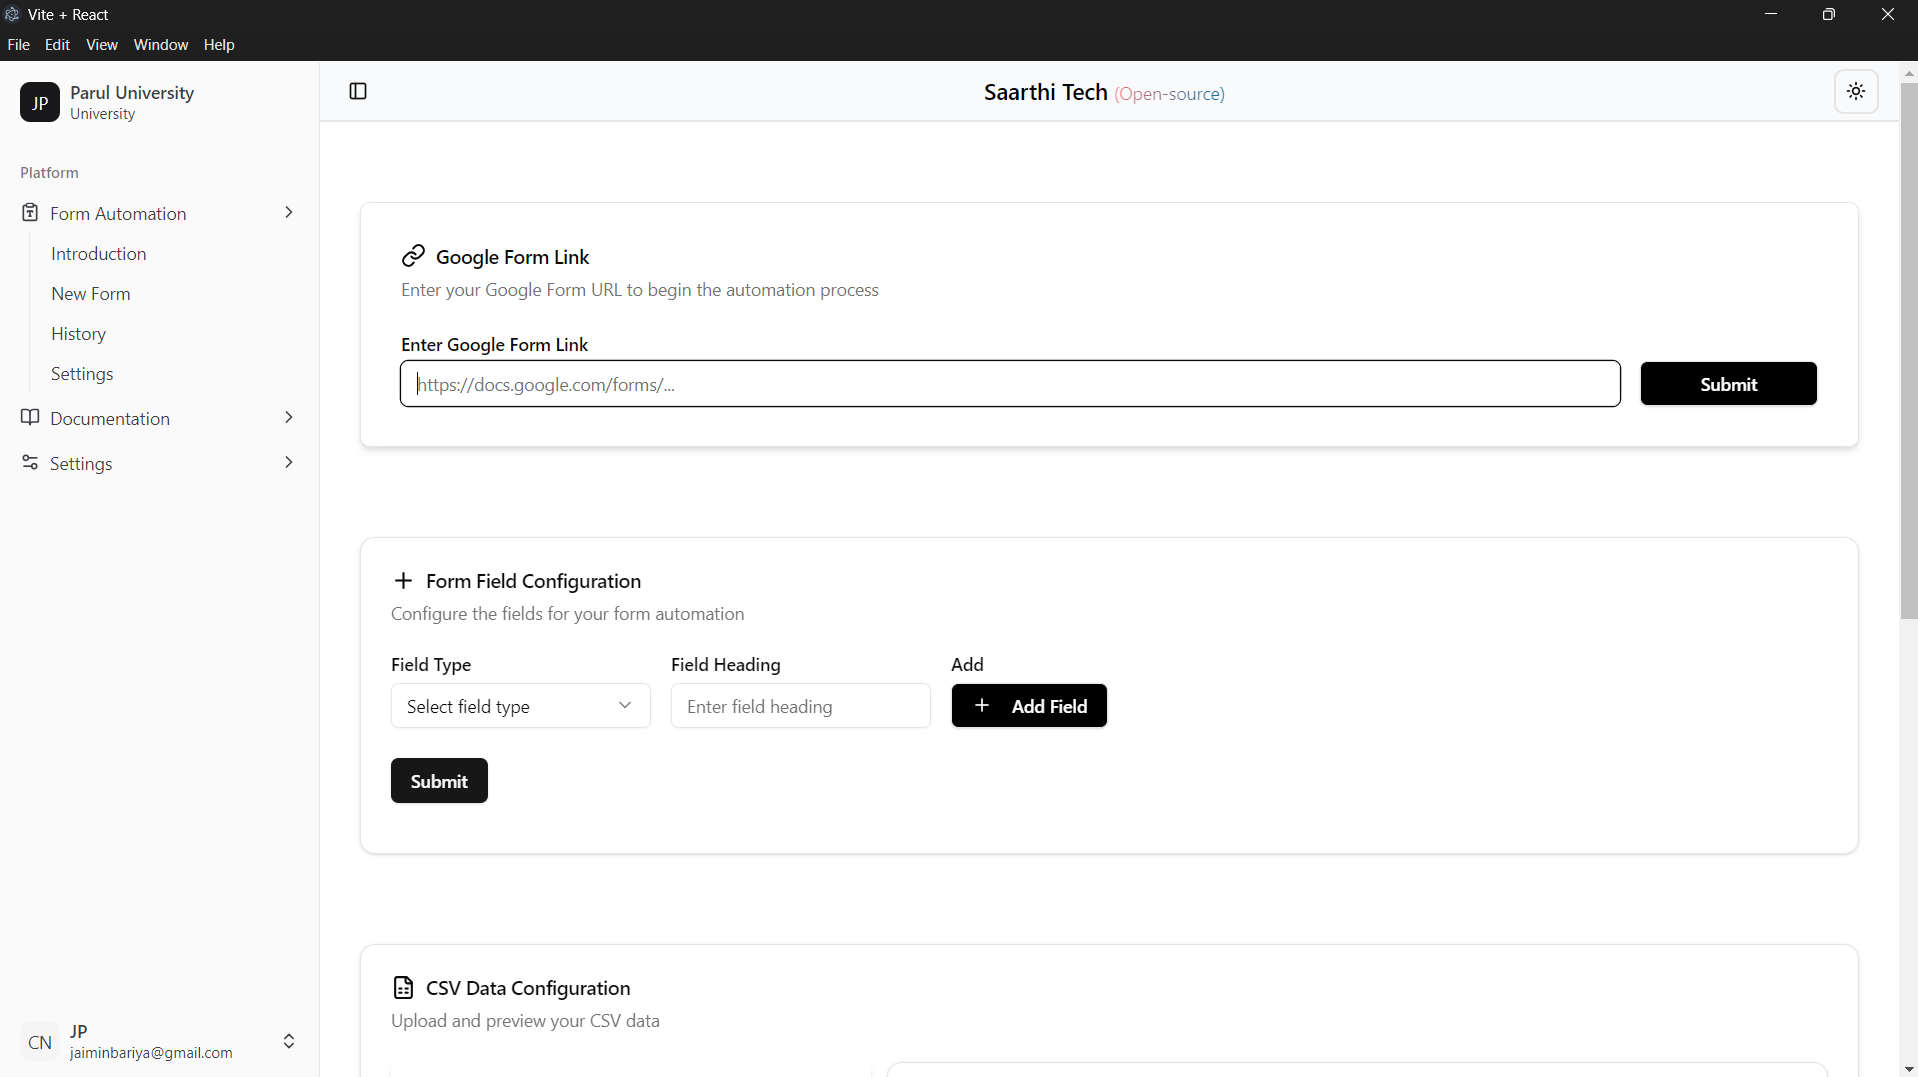 Vite + React
File Edit View Window Help
JP
Parul University
University
Saarthi Tech (Open-source)
Platform
Form Automation
Introduction
New Form
History
Settings
Documentation
Settings
Google Form Link
Enter your Google Form URL to begin the automation process
Enter Google Form Link
https://docs.google.com/forms/...
Submit
Form Field Configuration
Configure the fields for your form automation
Field Type Field Heading Add
Select field type Enter field heading Add Field
Submit
CSV Data Configuration
Upload and preview your CSV data
CN
JP
jaiminbariya@gmail.com